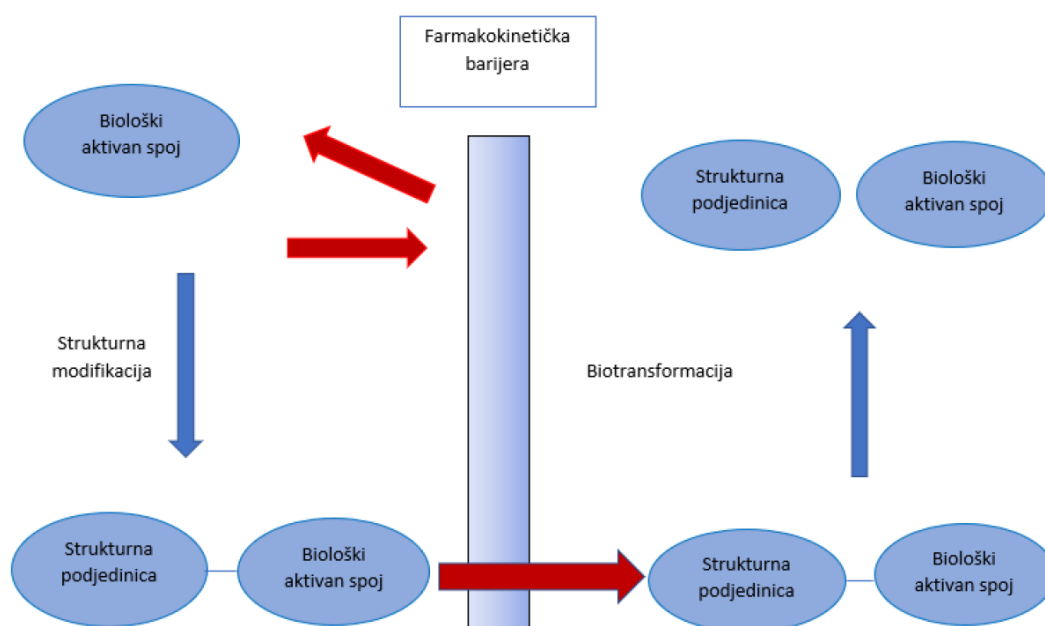 Farmakokinetička
barijera
Biološki
aktivan spoj
Strukturna
podjedinica
Biološki
aktivan spoj
Strukturna
modifikacija
Biotransformacija
Strukturna
podjedinica
Biološki
aktivan spoj
Strukturna
podjedinica
Biološki
aktivan spoj